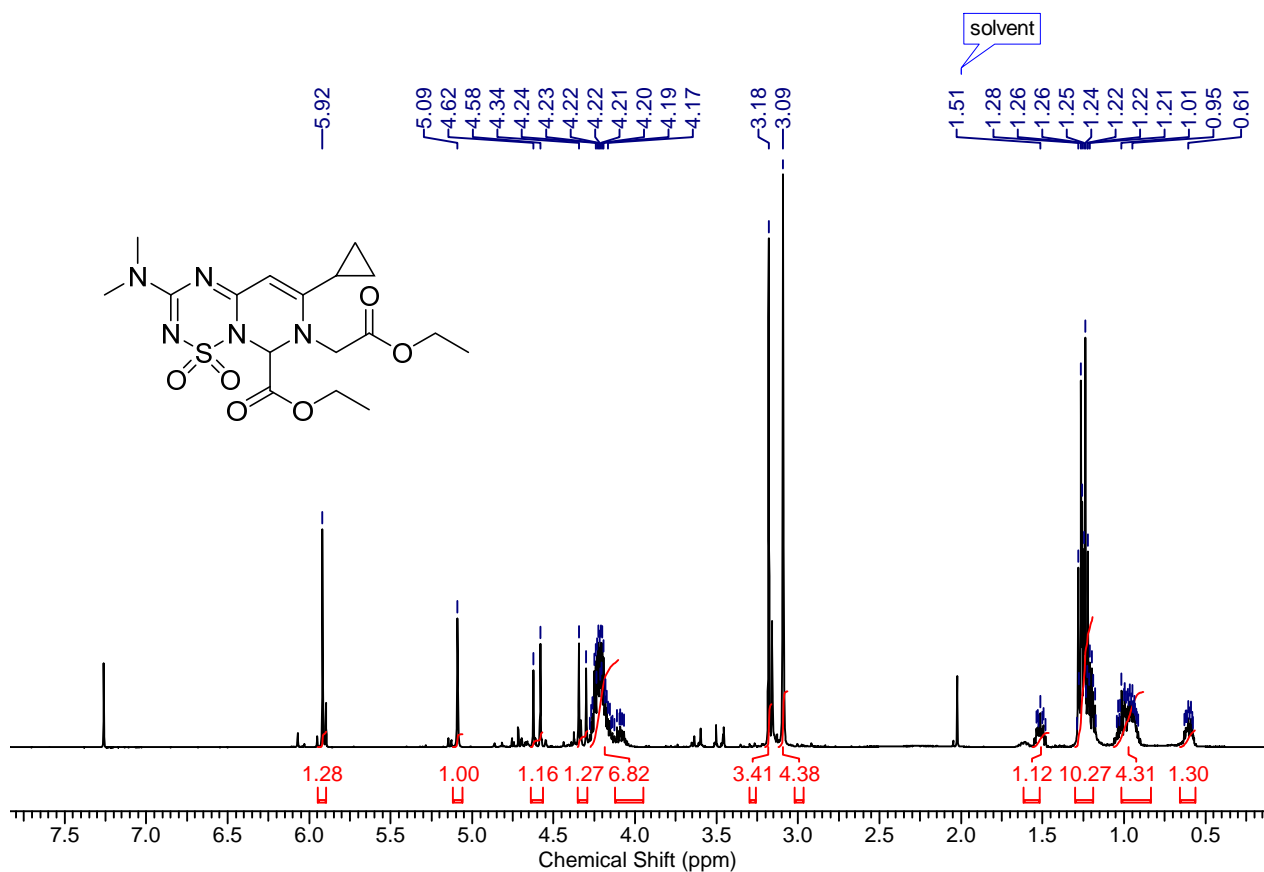 solvent
5.92
5.09
4.62
4.58
4.34
4.24
4.23
4.22
4.22
4.21
4.20
4.19
4.17
3.18
3.09
1.51
1.28
1.26
1.26
1.25
1.24
1.22
1.22
1.21
1.01
0.95
0.61
N
N
N
N
N
S
O
O
O
O
O
O
1.28 1.00 1.16 1.27 6.82 3.41 4.38 1.12 10.27 4.31 1.30
7.5 7.0 6.5 6.0 5.5 5.0 4.5 4.0 3.5 3.0 2.5 2.0 1.5 1.0 0.5
Chemical Shift (ppm)